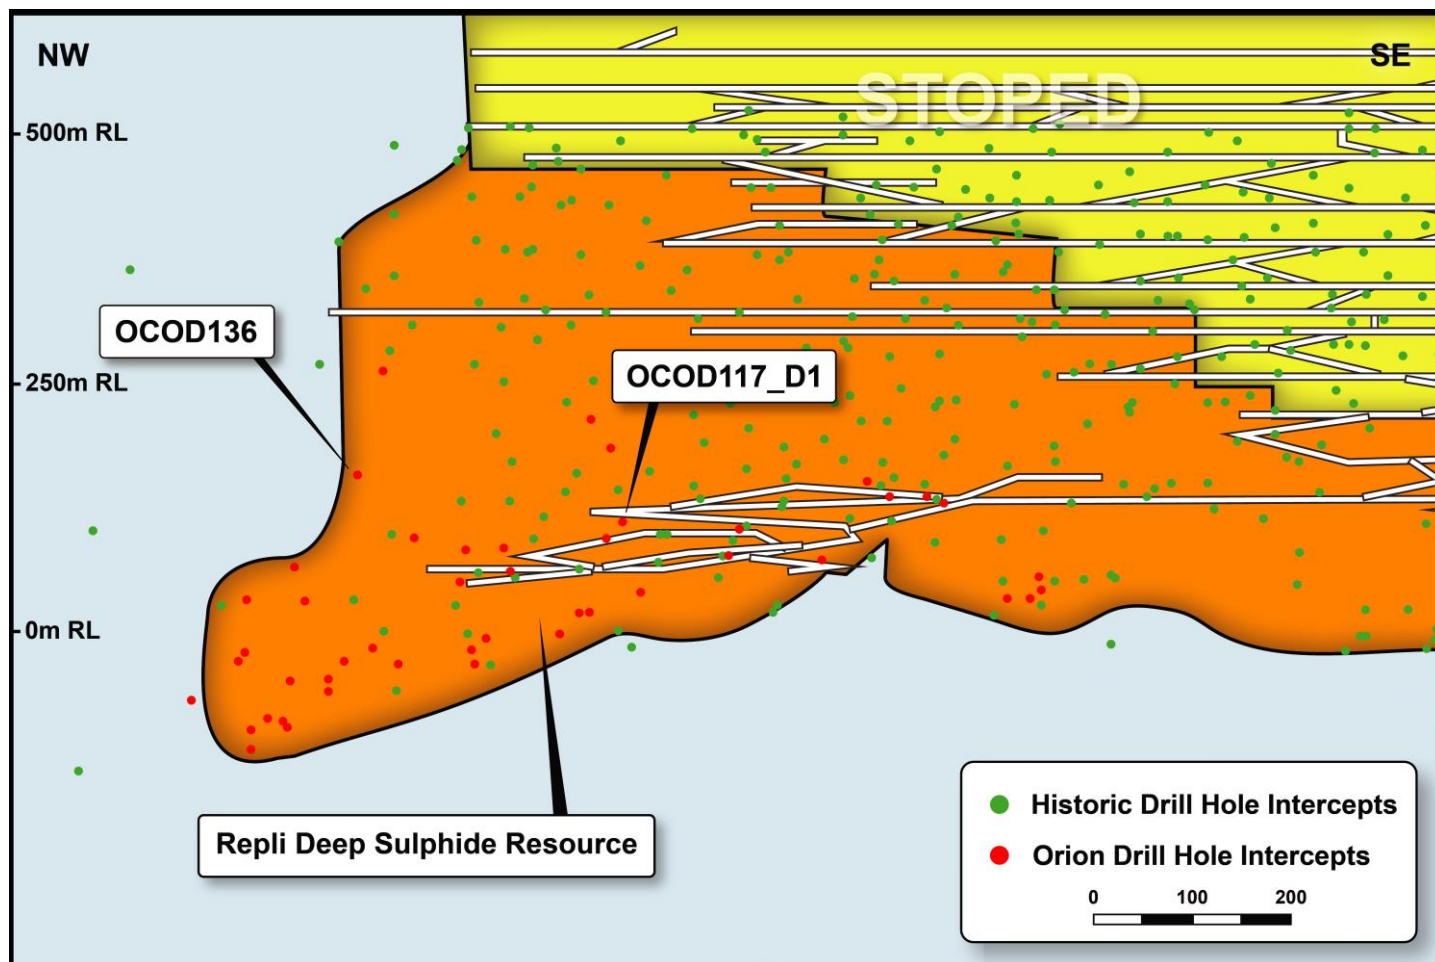 NW
SE
STOPED
500m RL
OCOD136
250m RL
OCOD117_D1
0m RL
Repli Deep Sulphide Resource
Historic Drill Hole Intercepts
Orion Drill Hole Intercepts
0 100 200